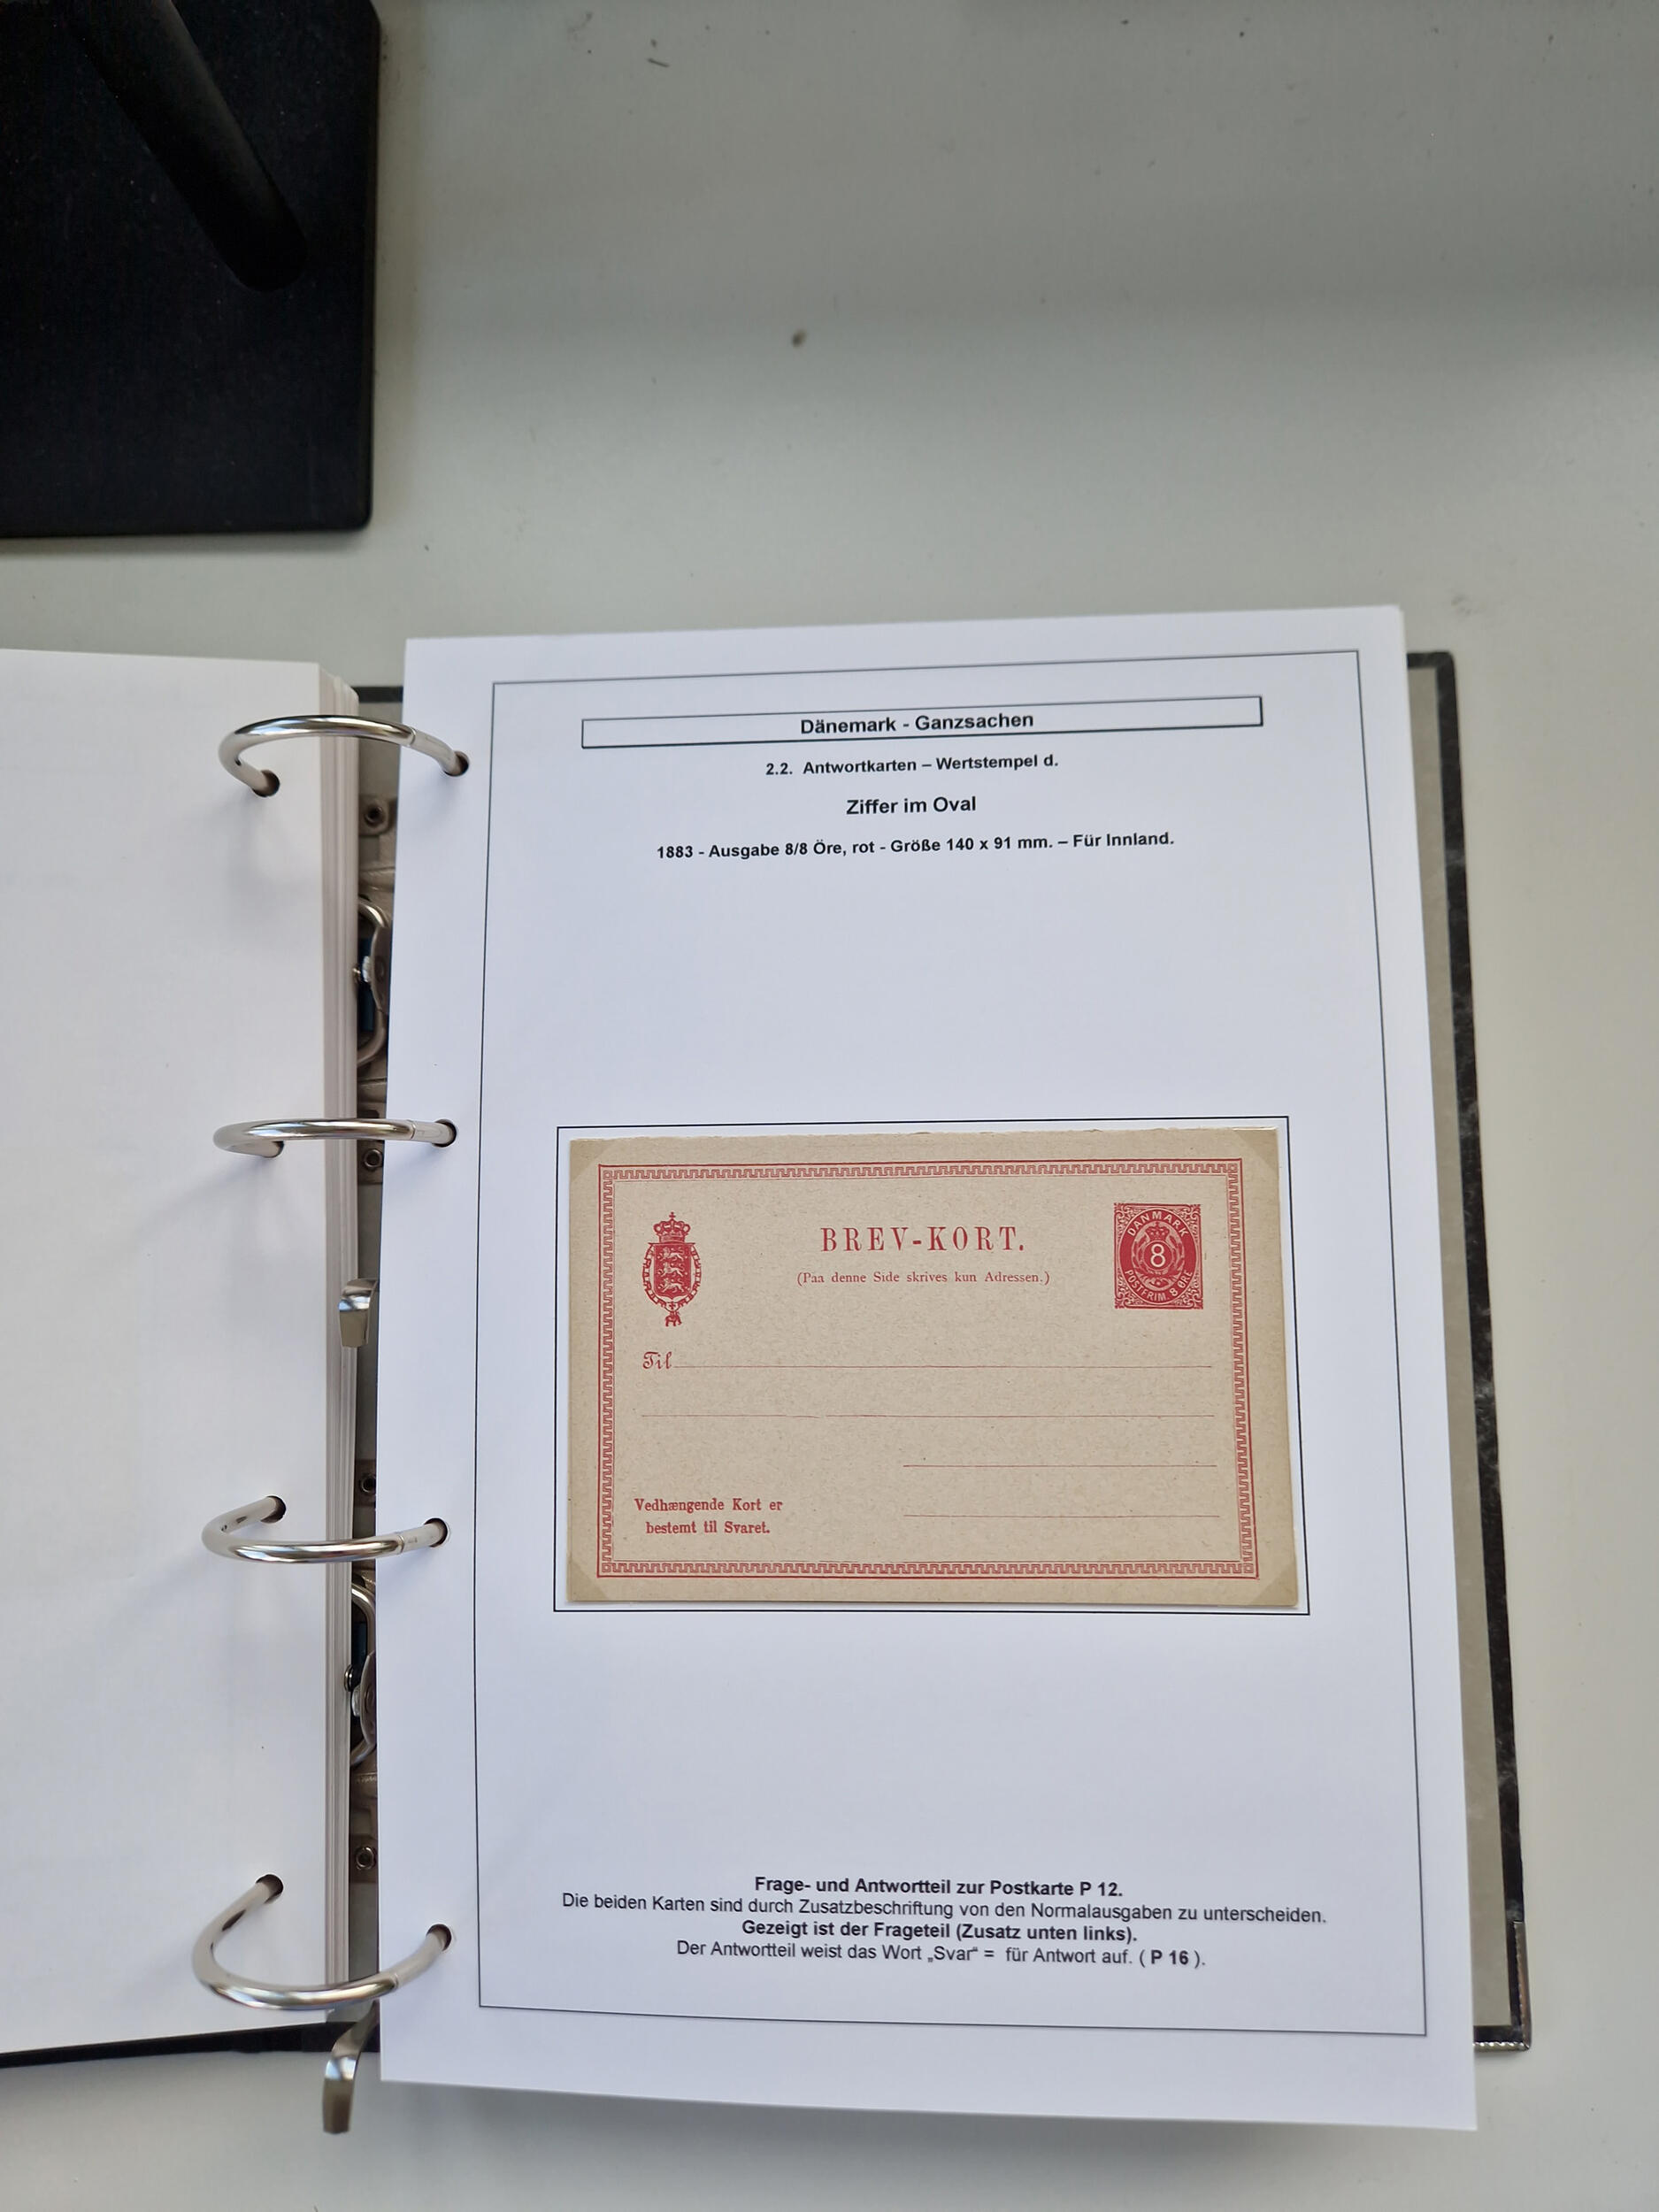 Dänemark - Ganzsachen
2.2. Antwortkarten – Wertstempel d.
Ziffer im Oval
1883 - Ausgabe 8/8 Öre, rot - Größe 140 x 91 mm. – Für Innland.
BREV-KORT.
(Paa denne Side skrives kun Adressen.)
DANMARK
8
POSTFRIM. 8 ØRE
Til
Vedhængende Kort er
bestemt til Svaret.
Frage- und Antwortteil zur Postkarte P 12.
Die beiden Karten sind durch Zusatzbeschriftung von den Normalausgaben zu unterscheiden.
Gezeigt ist der Frageteil (Zusatz unten links).
Der Antwortteil weist das Wort „Svar“ = für Antwort auf. ( P 16 ).